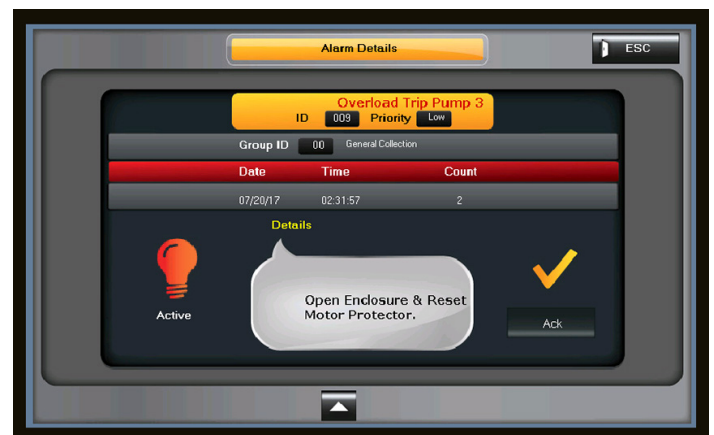 Alarm Details
ESC
Overload Trip Pump 3
ID 009 Priority Low
Group ID 00 General Collection
Date Time Count
07/20/17 02:31:57 2
Details
Open Enclosure & Reset
Motor Protector.
Active
Ack